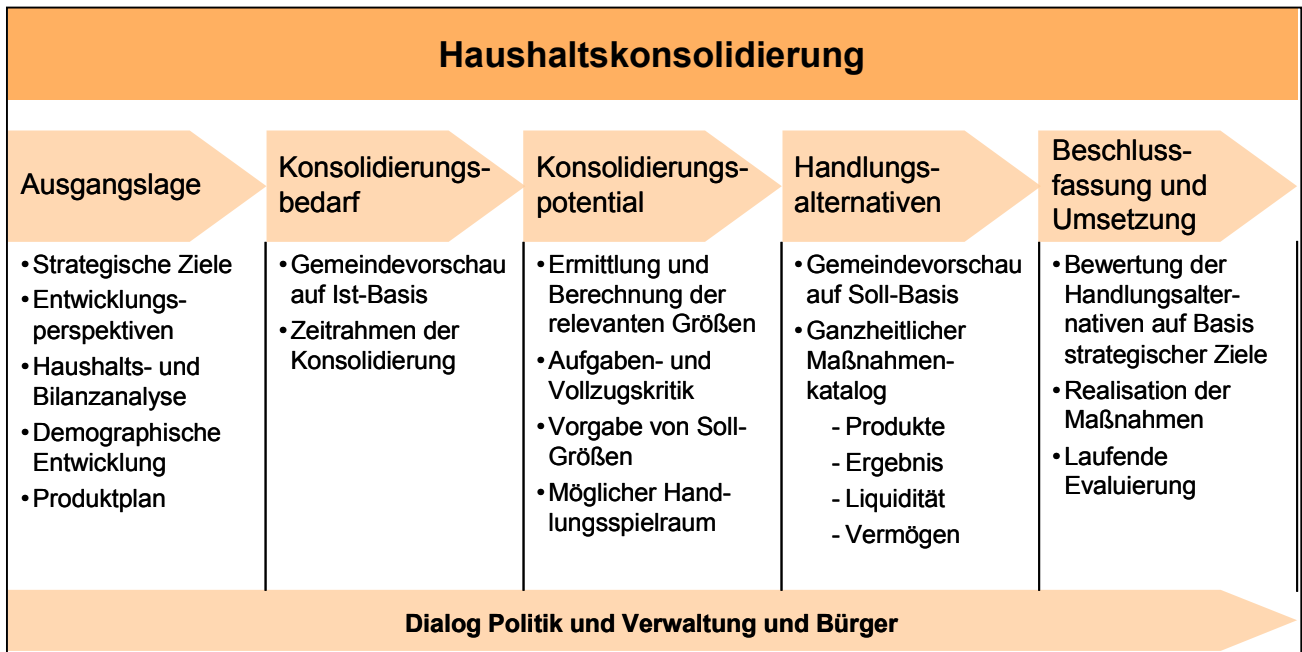 Haushaltskonsolidierung
Ausgangslage
• Strategische Ziele
• Entwicklungs-
perspektiven
• Haushalts- und
Bilanzanalyse
• Demographische
Entwicklung
• Produktplan
Konsolidierungs-
bedarf
• Gemeindevorschau
auf Ist-Basis
• Zeitrahmen der
Konsolidierung
Konsolidierungs-
potential
• Ermittlung und
Berechnung der
relevanten Größen
• Aufgaben- und
Vollzugskritik
• Vorgabe von Soll-
Größen
• Möglicher Hand-
lungsspielraum
Handlungs-
alternativen
• Gemeindevorschau
auf Soll-Basis
• Ganzheitlicher
Maßnahmen-
katalog
- Produkte
- Ergebnis
- Liquidität
- Vermögen
Beschluss-
fassung und
Umsetzung
• Bewertung der
Handlungsalter-
nativen auf Basis
strategischer Ziele
• Realisation der
Maßnahmen
• Laufende
Evaluierung
Dialog Politik und Verwaltung und Bürger